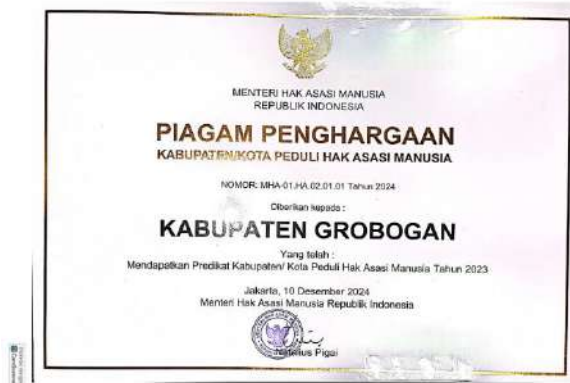 MENTERI HAK ASASI MANUSIA
REPUBLIK INDONESIA
PIAGAM PENGHARGAAN
KABUPATEN/KOTA PEDULI HAK ASASI MANUSIA
NOMOR: MHA-01.HA.02.01.01 Tahun 2024
Diberikan kepada :
KABUPATEN GROBOGAN
Yang telah :
Mendapatkan Predikat Kabupaten/ Kota Peduli Hak Asasi Manusia Tahun 2023
Jakarta, 10 Desember 2024
Menteri Hak Asasi Manusia Republik Indonesia
Natalius Pigai